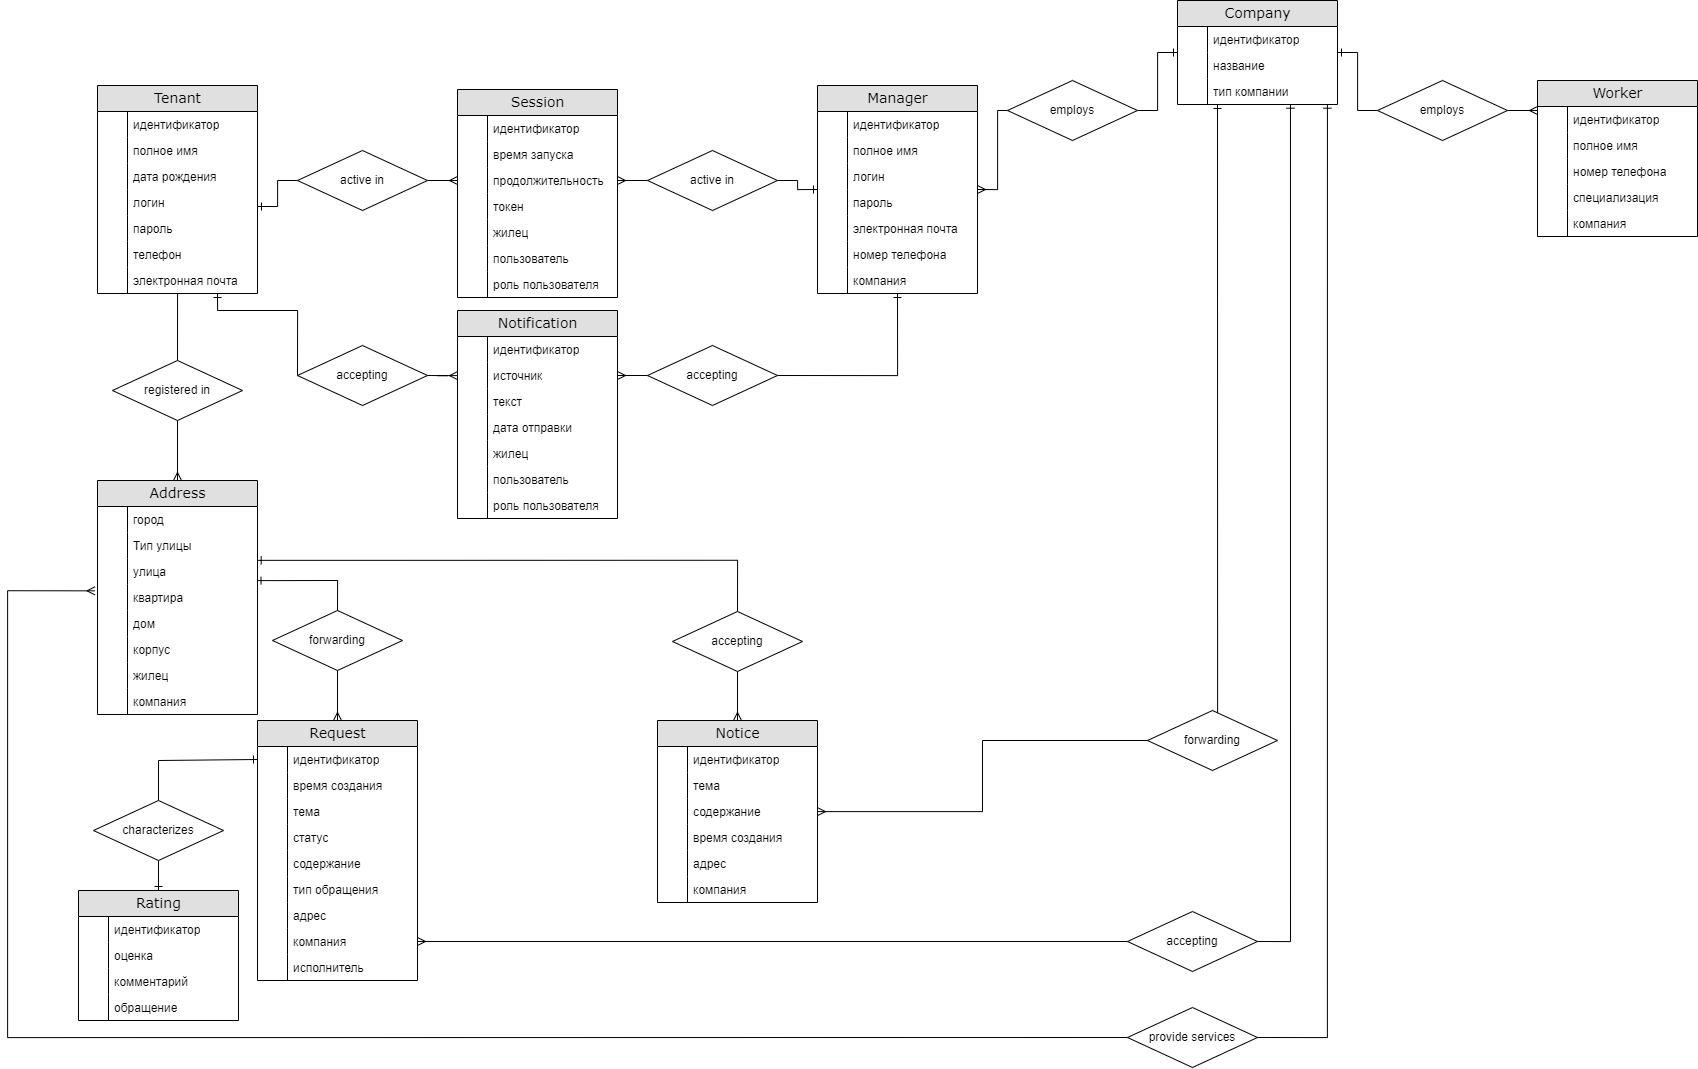 Company
идентификатор
название
тип компании
employs
employs
Worker
идентификатор
полное имя
номер телефона
специализация
компания
Tenant
идентификатор
полное имя
дата рождения
логин
пароль
телефон
электронная почта
active in
Session
идентификатор
время запуска
продолжительность
токен
жилец
пользователь
роль пользователя
active in
Manager
идентификатор
полное имя
логин
пароль
электронная почта
номер телефона
компания
registered in
accepting
Notification
идентификатор
источник
текст
дата отправки
жилец
пользователь
роль пользователя
accepting
Address
город
Тип улицы
улица
квартира
дом
корпус
жилец
компания
forwarding
accepting
Request
идентификатор
время создания
тема
статус
содержание
тип обращения
адрес
компания
исполнитель
Notice
идентификатор
тема
содержание
время создания
адрес
компания
forwarding
characterizes
Rating
идентификатор
оценка
комментарий
обращение
accepting
provide services